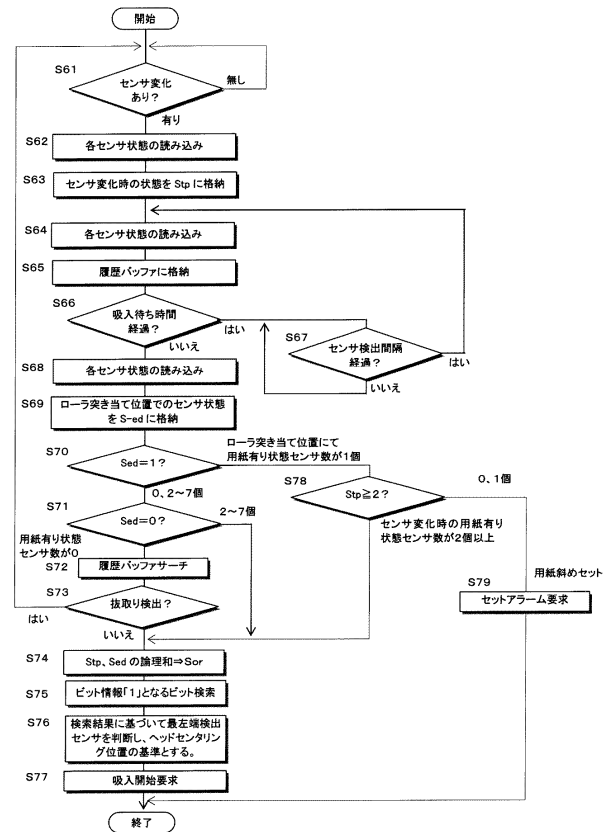 開始
S61
センサ変化
あり?
無し
有り
S62
各センサ状態の読み込み
S63
センサ変化時の状態を Stp に格納
S64
各センサ状態の読み込み
S65
履歴バッファに格納
S66
吸入待ち時間
経過?
はい
いいえ
S67
センサ検出間隔
経過?
はい
いいえ
S68
各センサ状態の読み込み
S69
ローラ突き当て位置でのセンサ状態
を S-ed に格納
S70
Sed=1?
ローラ突き当て位置にて
用紙有り状態センサ数が1個
0、2~7個
S78
Stp≧2?
0、1個
S71
Sed=0?
2~7個
センサ変化時の用紙有り
状態センサ数が2個以上
用紙有り状態
センサ数が0
S72
履歴バッファサーチ
S73
抜取り検出?
はい
いいえ
用紙斜めセット
S79
セットアラーム要求
S74
Stp、Sed の論理和⇒Sor
S75
ビット情報「1」となるビット検索
S76
検索結果に基づいて最左端検出
センサを判断し、ヘッドセンタリン
グ位置の基準とする。
S77
吸入開始要求
終了